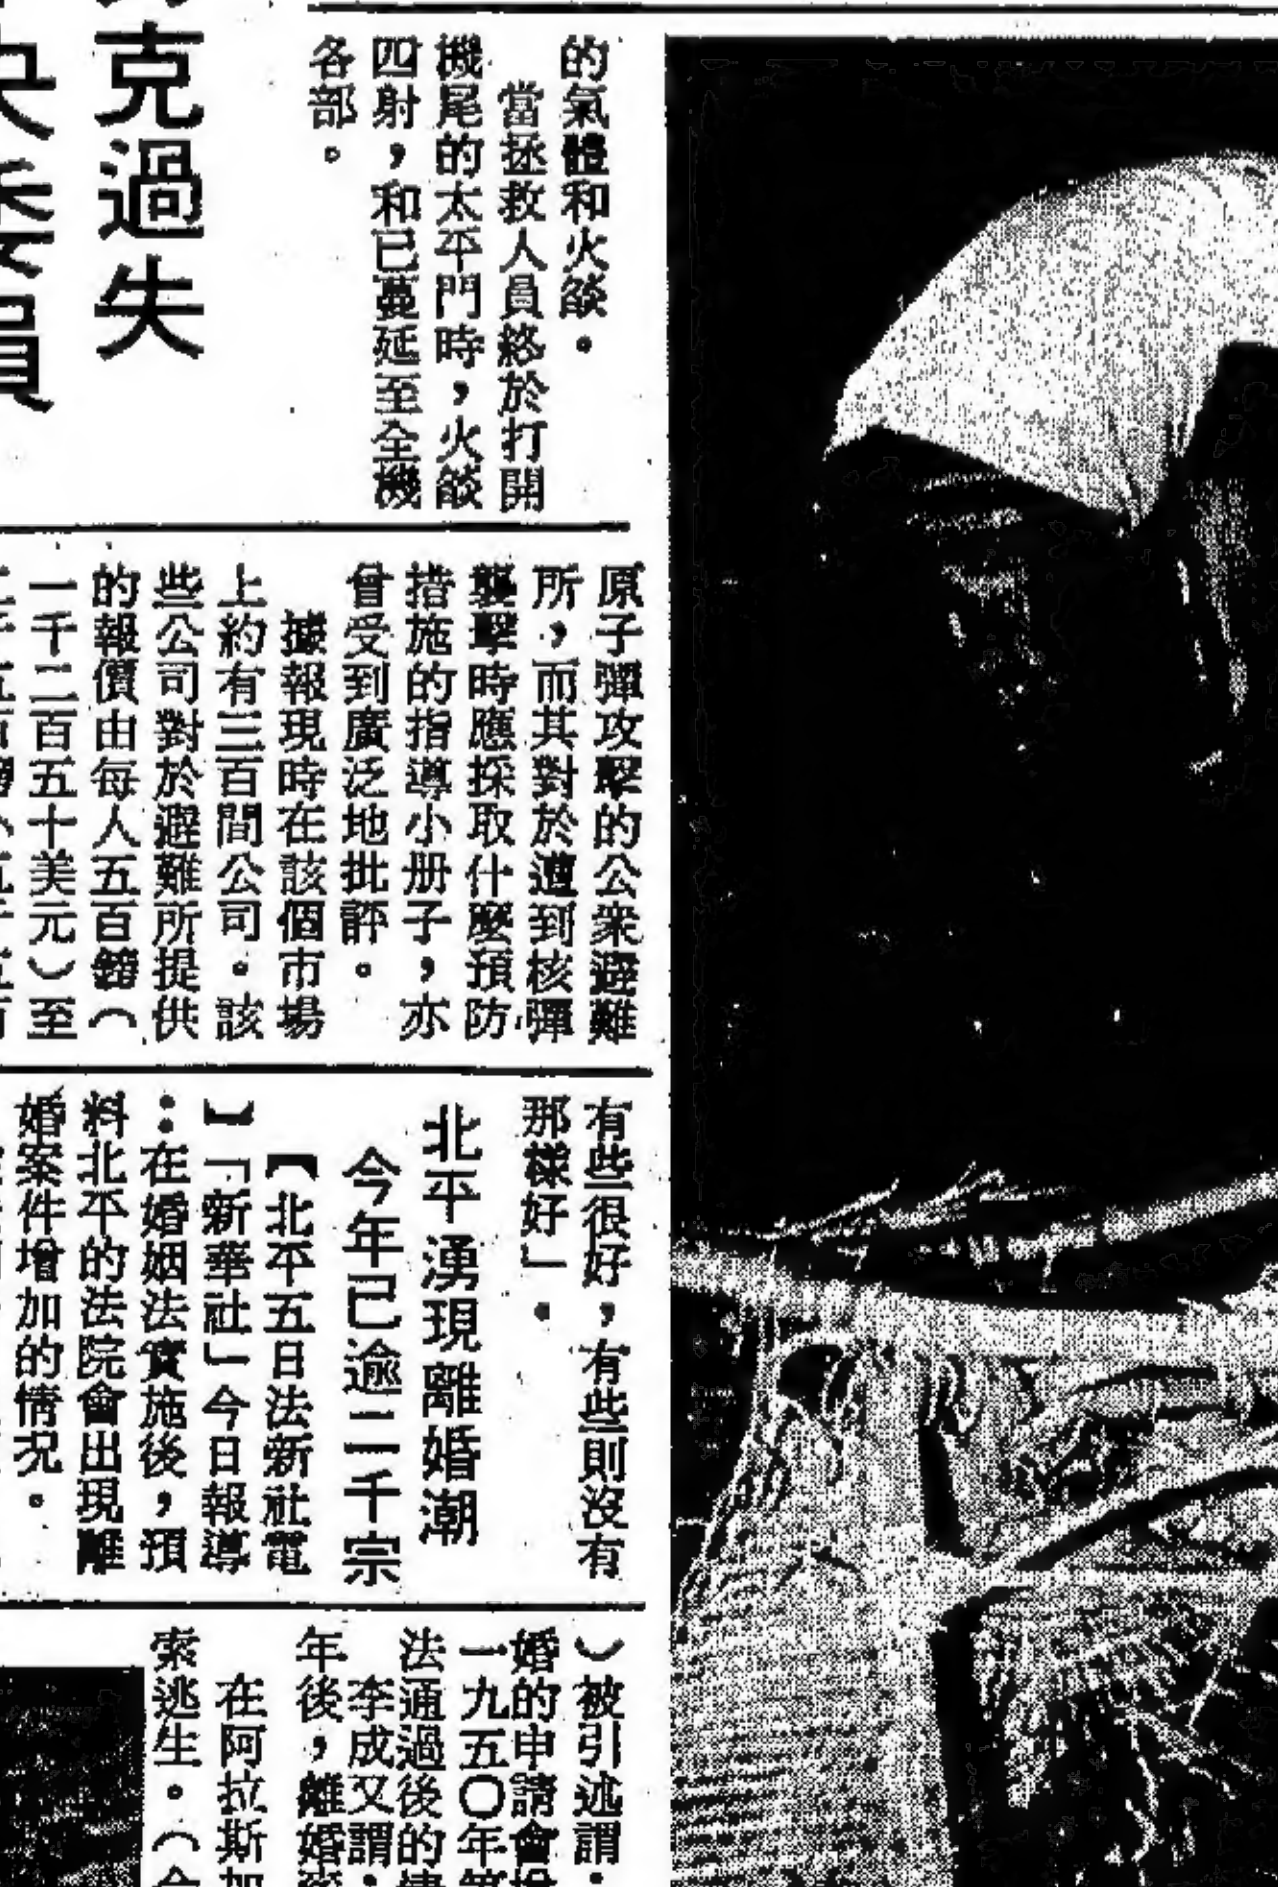 的氣體和火燄。
當拯救人員終於打開
機尾的太平門時，火燄
四射，和已蔓延至全機
各部。
克過失
原子彈攻擊的公衆避難
所，而其對於遭到核彈
襲擊時應採取什麼預防
措施的指導小册子，亦
曾受到廣泛地批評。
據報現時在該個市場
上約有三百間公司。該
些公司對於避難所提供
的報價由每人五百鎊（
一千二百五十美元）至
有些很好，有些則沒有
那樣好」。
北平湧現離婚潮
今年已逾二千宗
【北平五日法新社電
】「新華社」今日報導
：在婚姻法實施後，預
料北平的法院會出現離
婚案件增加的情況。
）被引述謂：
婚的申請會
一九五〇年
法通過後的
李成又謂，
年後，離婚
在阿拉斯加
索逃生。（